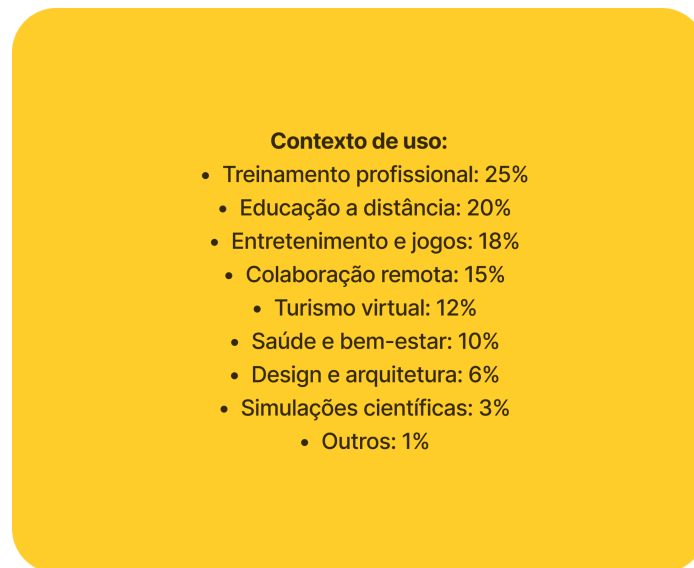 Contexto de uso:
• Treinamento profissional: 25%
• Educação a distância: 20%
• Entretenimento e jogos: 18%
• Colaboração remota: 15%
• Turismo virtual: 12%
• Saúde e bem-estar: 10%
• Design e arquitetura: 6%
• Simulações científicas: 3%
• Outros: 1%